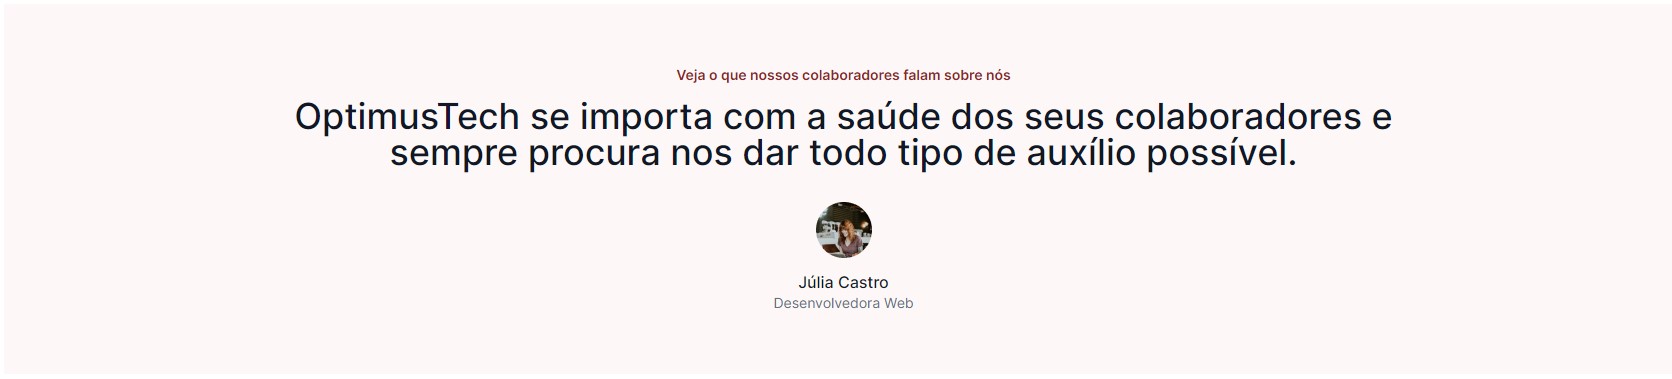 Veja o que nossos colaboradores falam sobre nós
OptimusTech se importa com a saúde dos seus colaboradores e
sempre procura nos dar todo tipo de auxílio possível.
Júlia Castro
Desenvolvedora Web